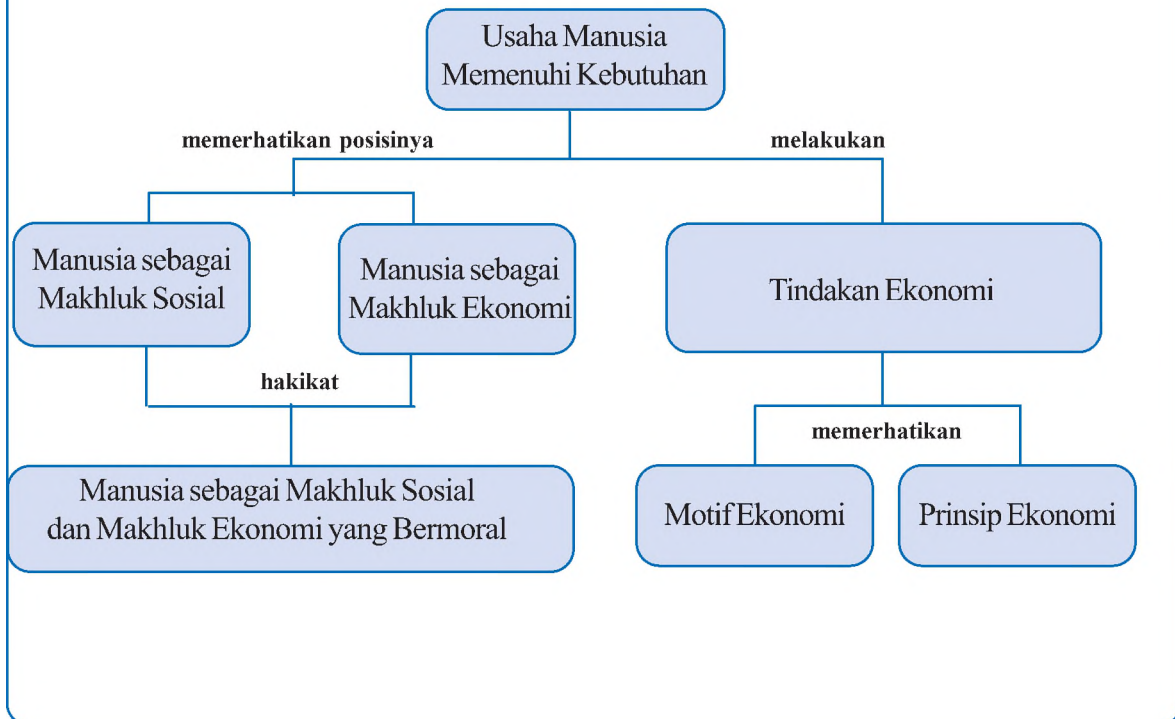 Usaha Manusia
Memenuhi Kebutuhan
memerhatikan posisinya
melakukan
Manusia sebagai
Makhluk Sosial
Manusia sebagai
Makhluk Ekonomi
Tindakan Ekonomi
hakikat
memerhatikan
Manusia sebagai Makhluk Sosial
dan Makhluk Ekonomi yang Bermoral
Motif Ekonomi
Prinsip Ekonomi